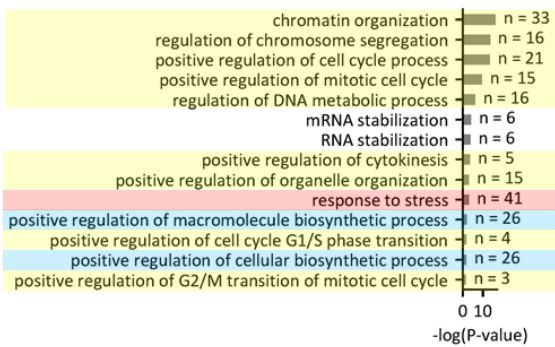 chromatin organization n = 33
regulation of chromosome segregation n = 16
positive regulation of cell cycle process n = 21
positive regulation of mitotic cell cycle n = 15
regulation of DNA metabolic process n = 16
mRNA stabilization n = 6
RNA stabilization n = 6
positive regulation of cytokinesis n = 5
positive regulation of organelle organization n = 15
response to stress n = 41
positive regulation of macromolecule biosynthetic process n = 26
positive regulation of cell cycle G1/S phase transition n = 4
positive regulation of cellular biosynthetic process n = 26
positive regulation of G2/M transition of mitotic cell cycle n = 3
0 10
-log(P-value)